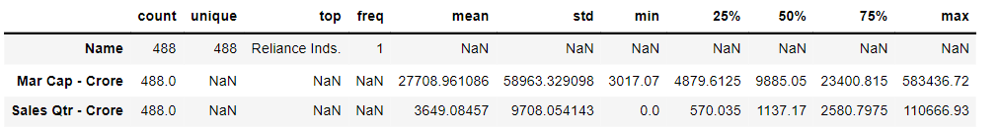 count unique top freq mean std min 25% 50% 75% max
Name 488 488 Reliance Inds. 1 NaN NaN NaN NaN NaN NaN NaN
Mar Cap - Crore 488.0 NaN NaN NaN 27708.961086 58963.329098 3017.07 4879.6125 9885.05 23400.815 583436.72
Sales Qtr - Crore 488.0 NaN NaN NaN 3649.08457 9708.054143 0.0 570.035 1137.17 2580.7975 110666.93